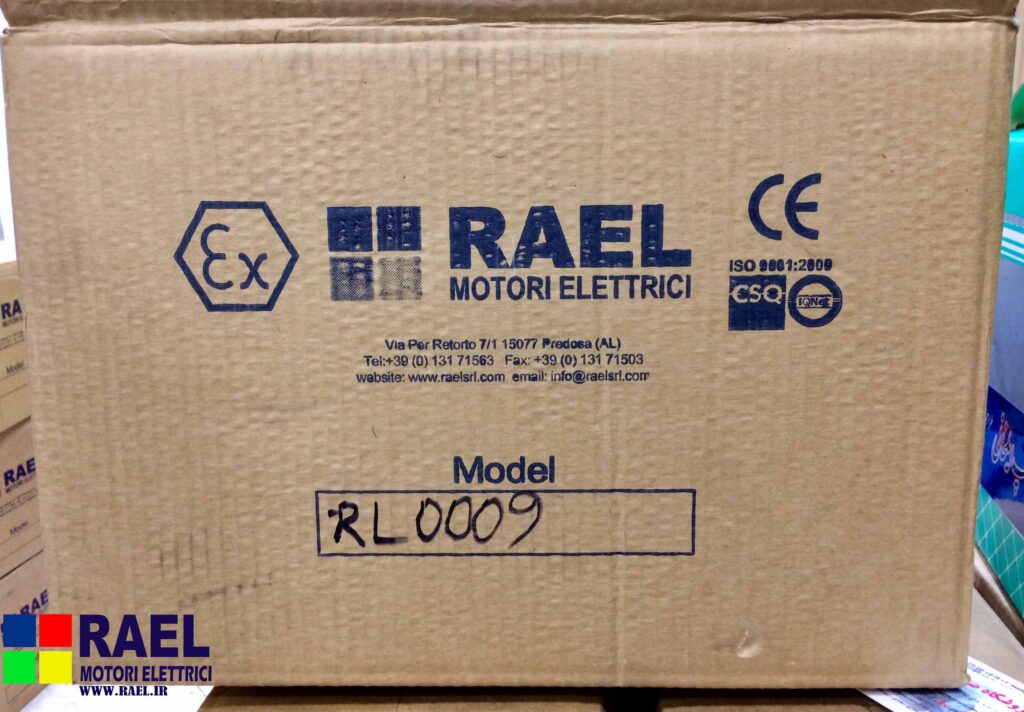 Ex
RAEL
MOTORI ELETTRICI
CE
ISO 9001:2000
CSQ
IQNET
Via Per Retorto 7/1 15077 Predosa (AL)
Tel:+39 (0) 131 71563 Fax: +39 (0) 131 71503
website: www.raelsrl.com email: info@raelsrl.com
Model
RL0009
RAEL
MOTORI ELETTRICI
WWW.RAEL.IR